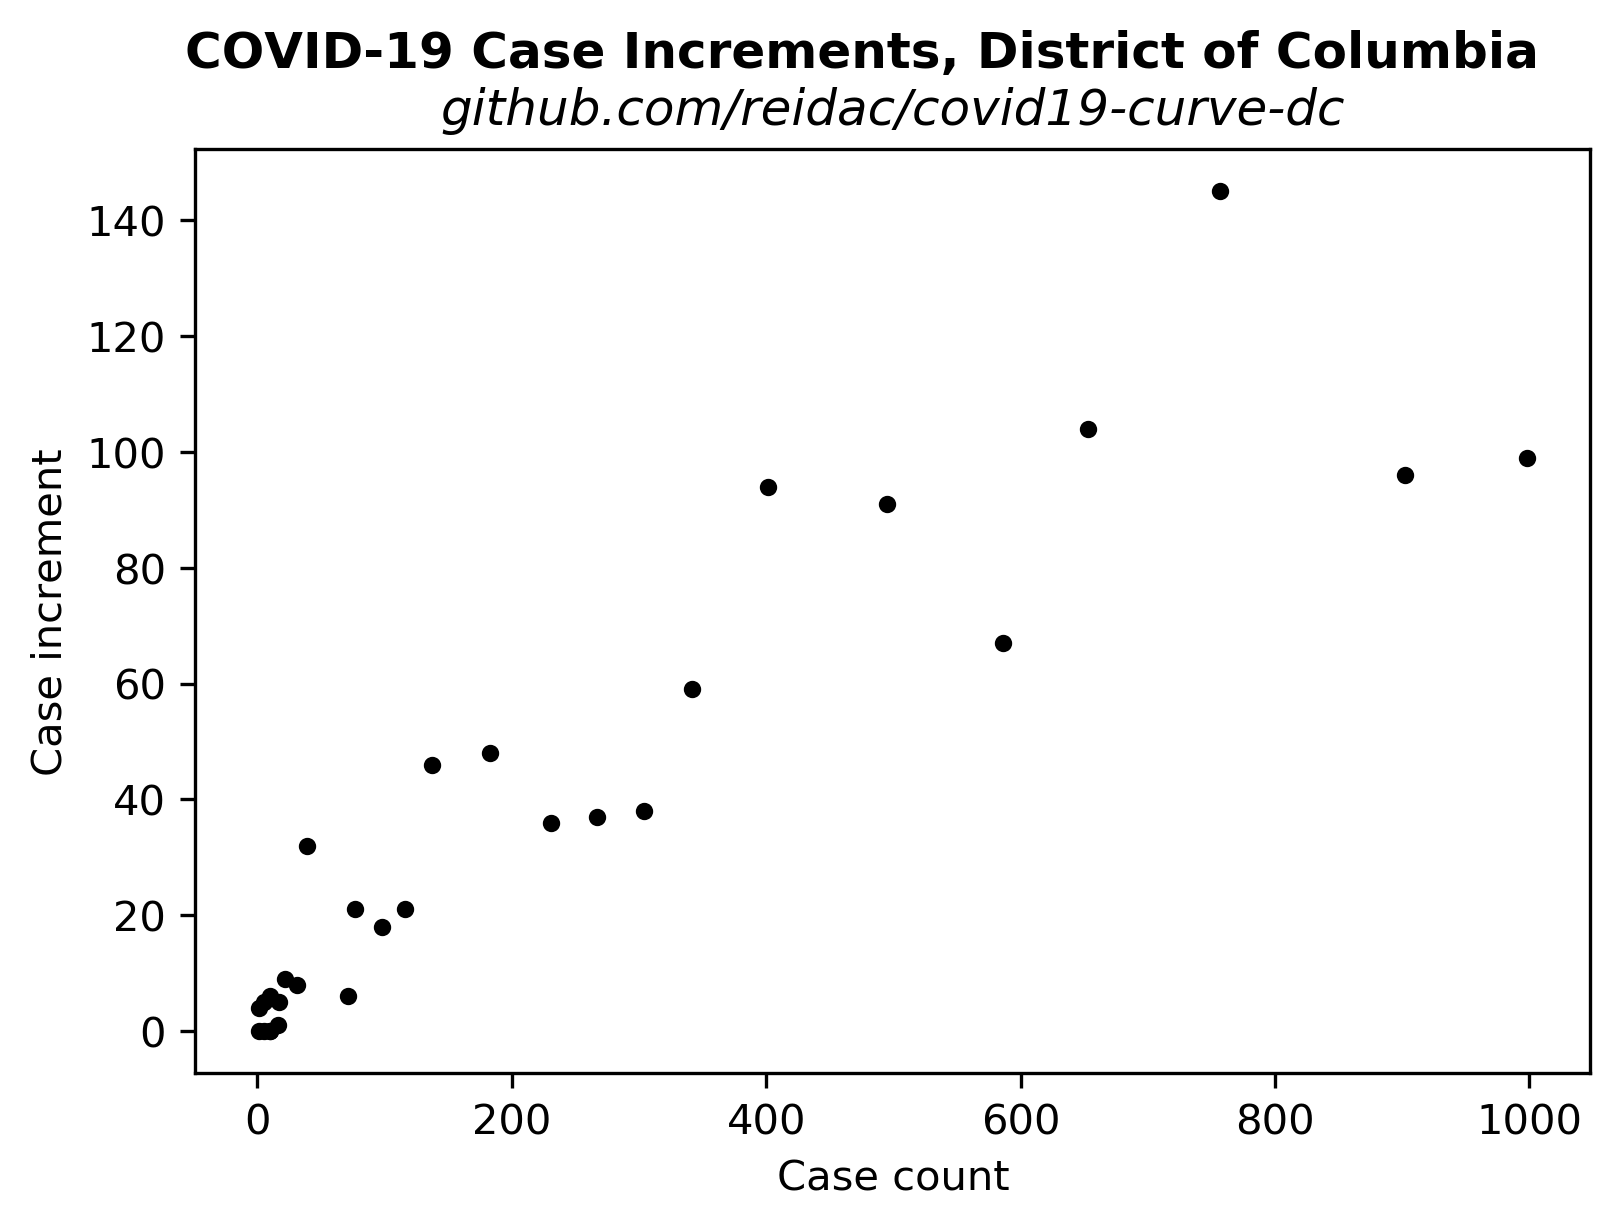 COVID-19 Case Increments, District of Columbia
github.com/reidac/covid19-curve-dc
140
120
100
80
60
40
20
0
Case increment
0 200 400 600 800 1000
Case count